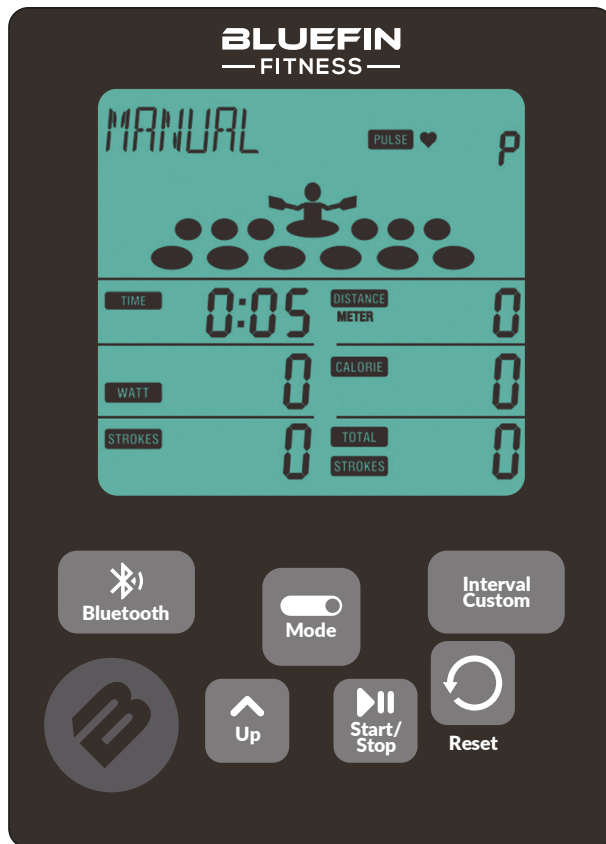 BLUEFIN
FITNESS
MANUAL
PULSE
P
TIME 0:05 DISTANCE METER 0
WATT 0 CALORIE 0
STROKES 0 TOTAL STROKES 0
Bluetooth
Mode
Interval
Custom
Up
Start/
Stop
Reset